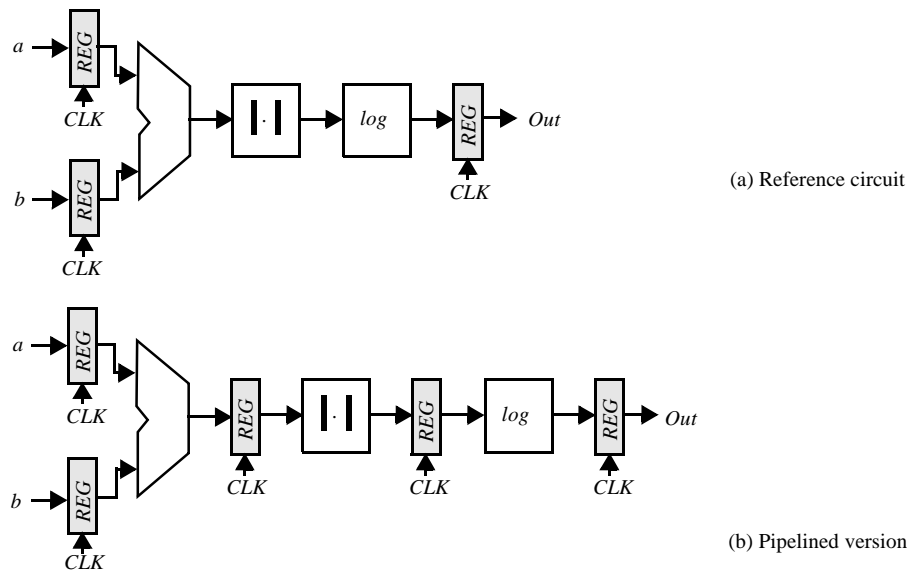 a
REG
CLK
b
REG
CLK
| · |
log
REG
CLK
Out
(a) Reference circuit
a
REG
CLK
b
REG
CLK
REG
CLK
| · |
REG
CLK
log
REG
CLK
Out
(b) Pipelined version